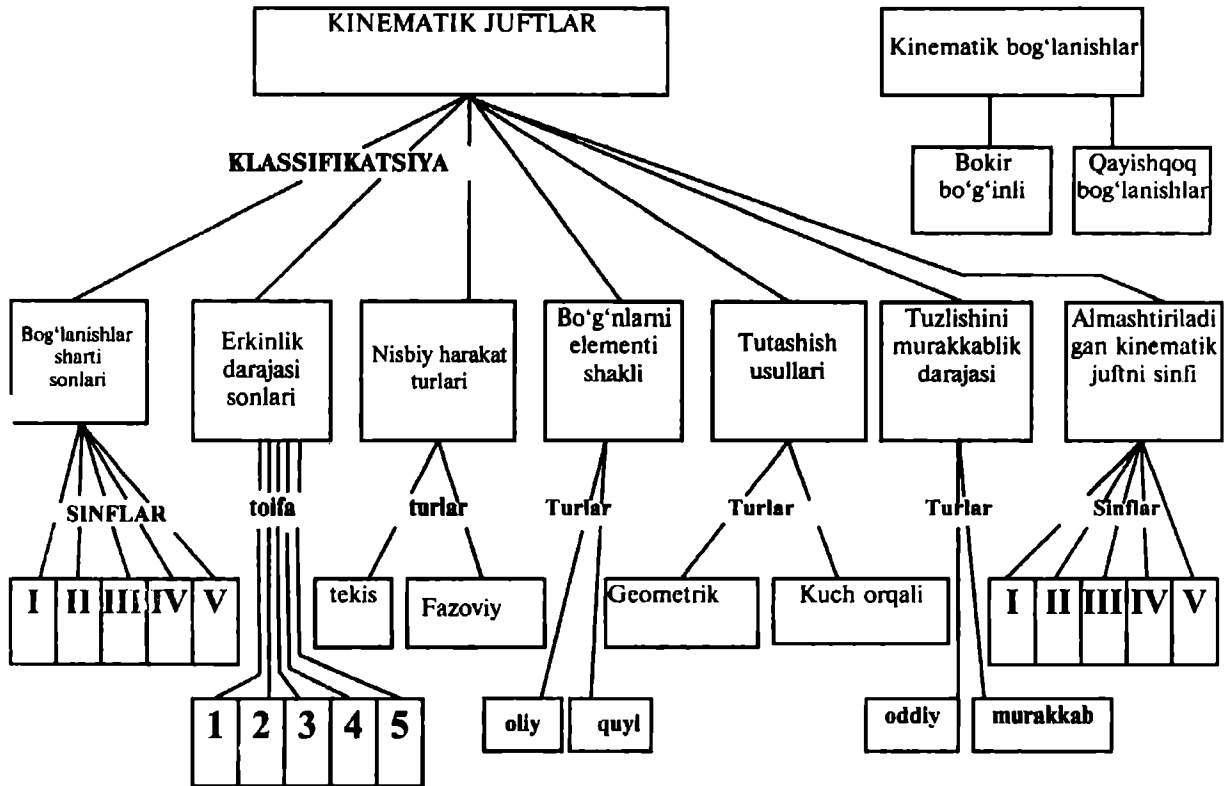 KINEMATIK JUFTLAR
Kinematik bog‘lanishlar
KLASSIFIKATSIYA
Bokir
bo‘g‘inli
Qayishqoq
bog‘lanishlar
Bog‘lanishlar
sharti
sonlari
Erkinlik
darajasi
sonlari
Nisbiy harakat
turlari
Bo‘g‘nlarni
elementi
shakli
Tutashish
usullari
Tuzlishini
murakkablik
darajasi
Almashtiriladi
gan kinematik
juftni sinfi
SINFLAR
toifa
turlar
Turlar
Turlar
Turlar
Sinflar
I II III IV V
tekis
Fazoviy
Geometrik
Kuch orqali
I II III IV V
1 2 3 4 5
oliy
quyi
oddiy
murakkab